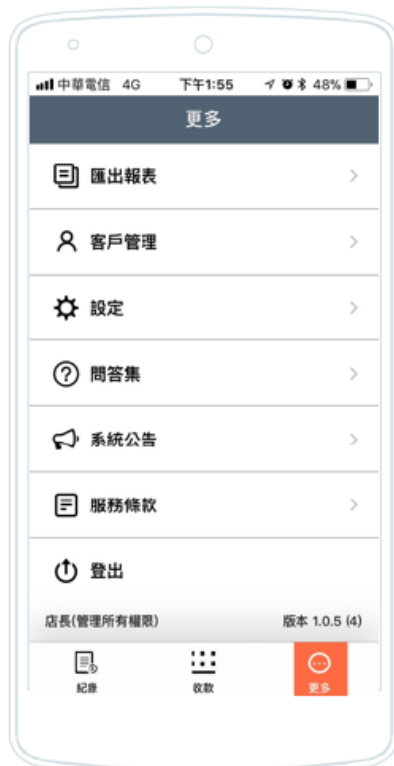 中華電信 4G 下午1:55 48%
更多
匯出報表
客戶管理
設定
問答集
系統公告
服務條款
登出
店長(管理所有權限) 版本 1.0.5 (4)
紀錄 收款 更多